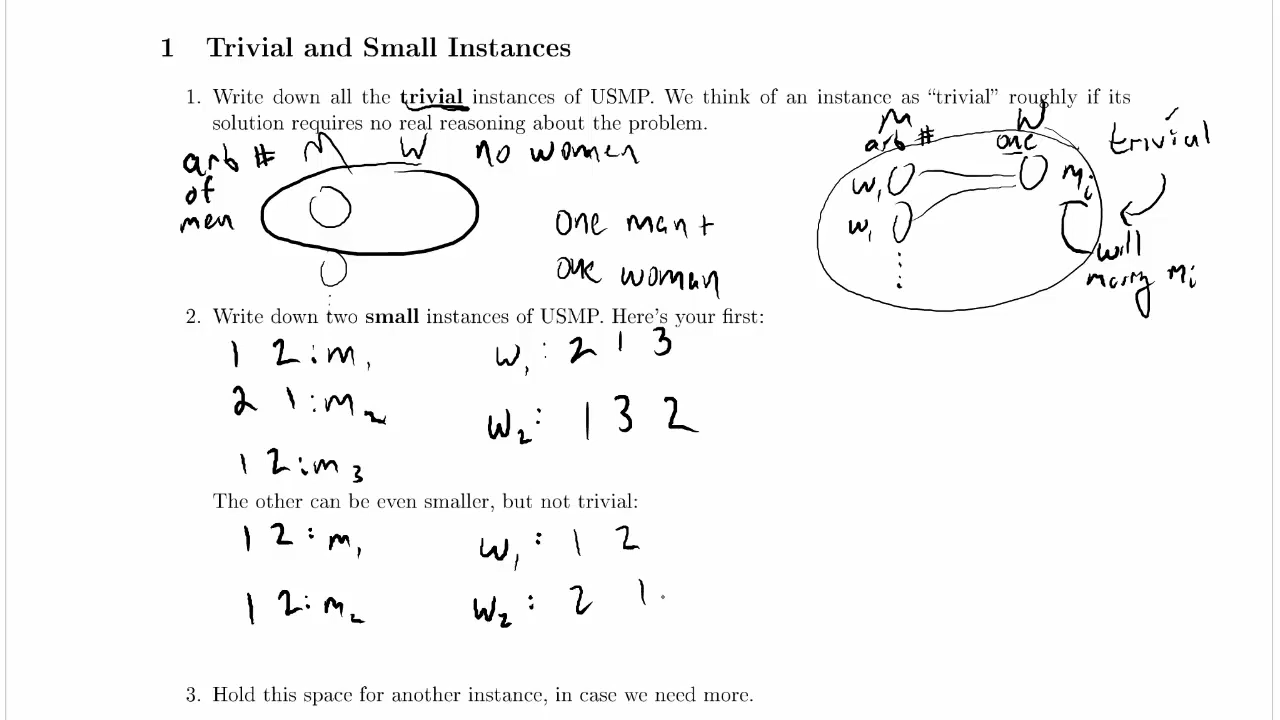 1 Trivial and Small Instances
1. Write down all the trivial instances of USMP. We think of an instance as “trivial” roughly if its
solution requires no real reasoning about the problem.
arb #
of
men
M W no women
one man +
one woman
M W
arb # one
w1 Mi
w1
trivial
will
marry Mi
2. Write down two small instances of USMP. Here's your first:
1 2 : m1 w1 : 2 1 3
2 1 : m2 w2 : 1 3 2
1 2 : m3
The other can be even smaller, but not trivial:
1 2 : m1 w1 : 1 2
1 2 : m2 w2 : 2 1
3. Hold this space for another instance, in case we need more.